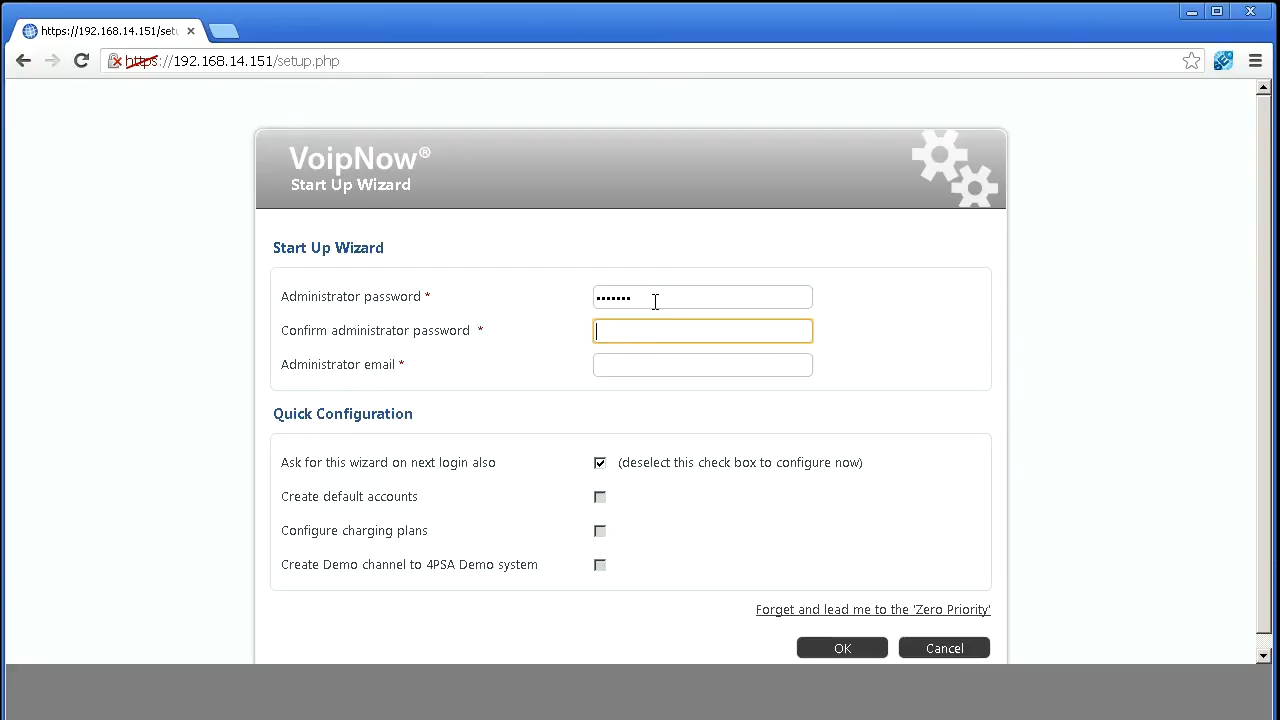 https://192.168.14.151/setu
https://192.168.14.151/setup.php
VoipNow®
Start Up Wizard
Start Up Wizard
Administrator password *
Confirm administrator password *
Administrator email *
Quick Configuration
Ask for this wizard on next login also (deselect this check box to configure now)
Create default accounts
Configure charging plans
Create Demo channel to 4PSA Demo system
Forget and lead me to the 'Zero Priority'
OK Cancel